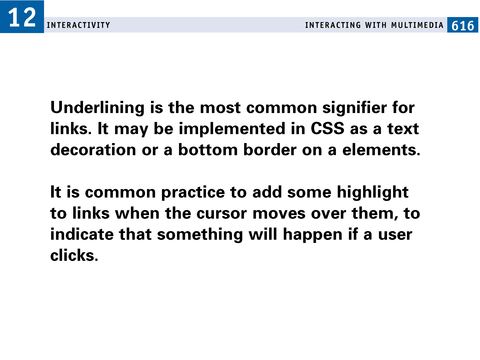 12 INTERACTIVITY INTERACTING WITH MULTIMEDIA 616
Underlining is the most common signifier for
links. It may be implemented in CSS as a text
decoration or a bottom border on a elements.
It is common practice to add some highlight
to links when the cursor moves over them, to
indicate that something will happen if a user
clicks.